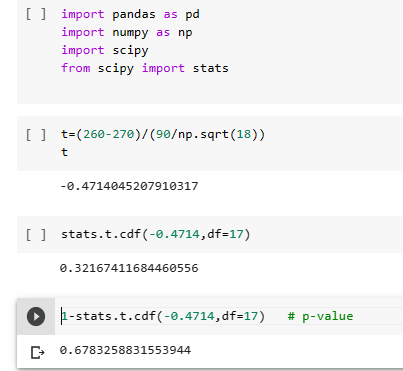 [ ] import pandas as pd
import numpy as np
import scipy
from scipy import stats
[ ] t=(260-270)/(90/np.sqrt(18))
t
-0.4714045207910317
[ ] stats.t.cdf(-0.4714,df=17)
0.32167411684460556
1-stats.t.cdf(-0.4714,df=17)   # p-value
0.6783258831553944